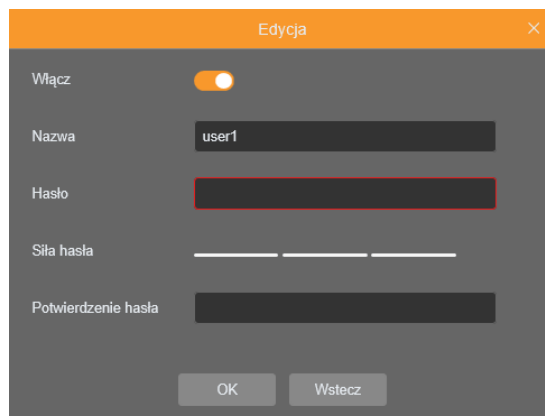 Edycja
Włącz
Nazwa user1
Hasło
Siła hasła
Potwierdzenie hasła
OK Wstecz